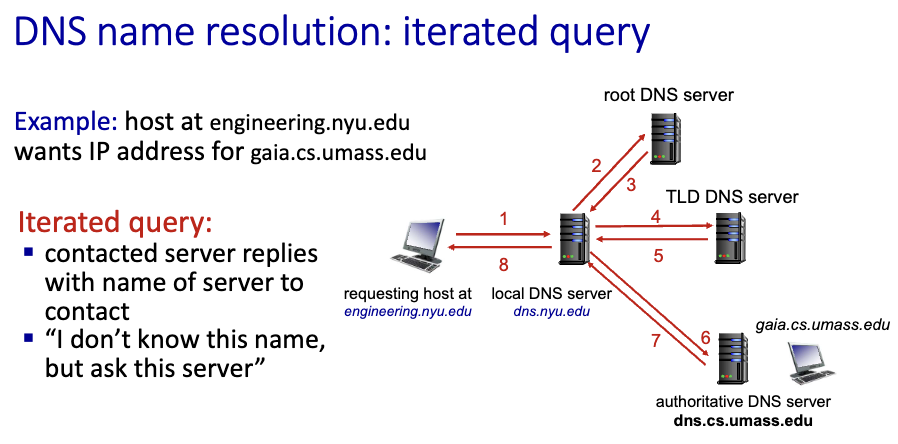 DNS name resolution: iterated query
Example: host at engineering.nyu.edu
wants IP address for gaia.cs.umass.edu
Iterated query:
▪ contacted server replies
with name of server to
contact
▪ “I don’t know this name,
but ask this server”
root DNS server
2
3
TLD DNS server
1
4
8
5
requesting host at
engineering.nyu.edu
local DNS server
dns.nyu.edu
7
6
gaia.cs.umass.edu
authoritative DNS server
dns.cs.umass.edu